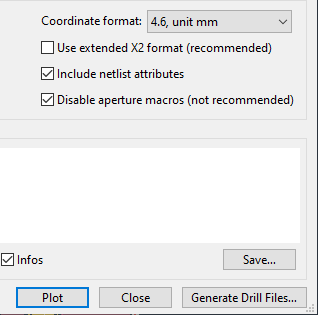 Coordinate format: 4.6, unit mm
Use extended X2 format (recommended)
Include netlist attributes
Disable aperture macros (not recommended)
Infos Save...
Plot Close Generate Drill Files...